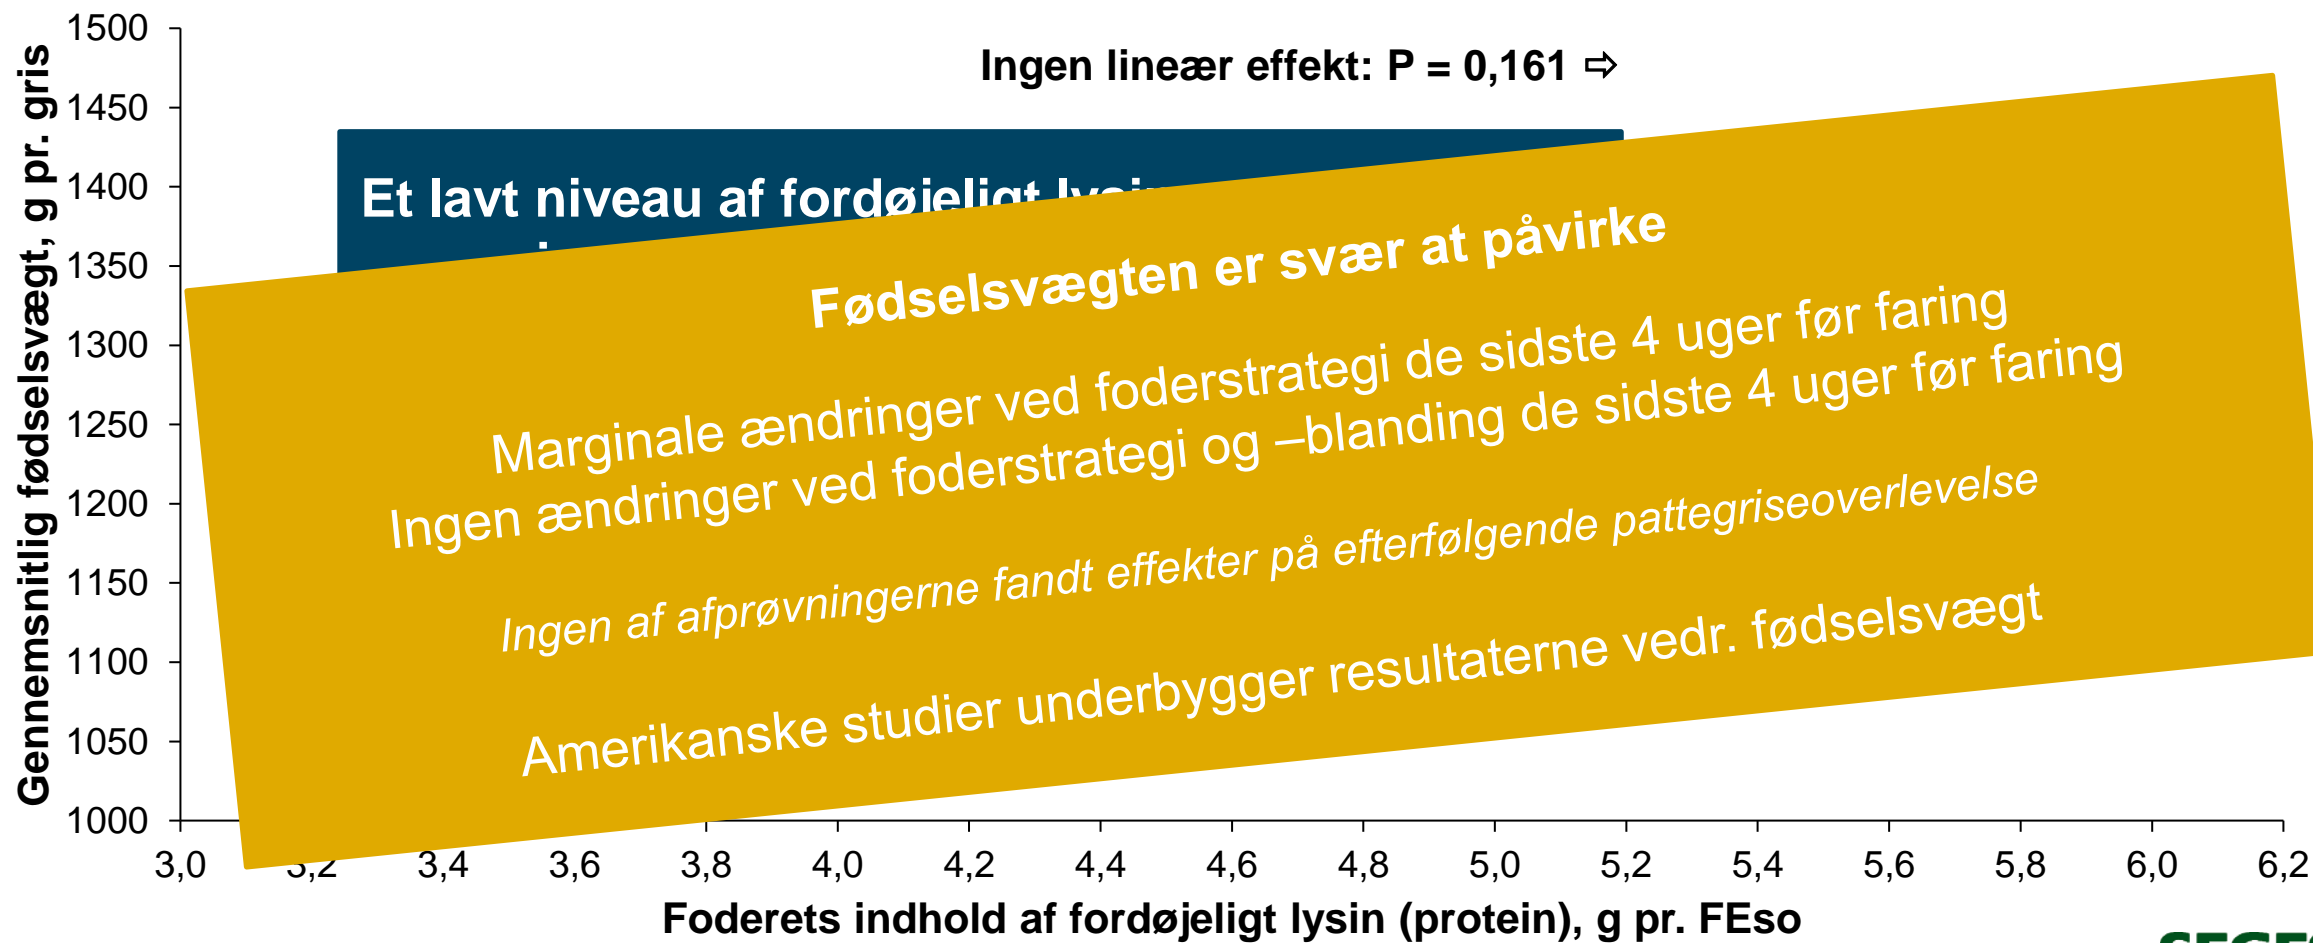 Ingen lineær effekt: P = 0,161 ⇨
Et lavt niveau af fordøjeligt
Fødselsvægten er svær at påvirke
Marginale ændringer ved foderstrategi de sidste 4 uger før faring
Ingen ændringer ved foderstrategi og –blanding de sidste 4 uger før faring
Ingen af afprøvningerne fandt effekter på efterfølgende pattegriseoverlevelse
Amerikanske studier underbygger resultaterne vedr. fødselsvægt
Gennemsnitlig fødselsvægt, g pr. gris
1500
1450
1400
1350
1300
1250
1200
1150
1100
1050
1000
3,0 3,2 3,4 3,6 3,8 4,0 4,2 4,4 4,6 4,8 5,0 5,2 5,4 5,6 5,8 6,0 6,2
Foderets indhold af fordøjeligt lysin (protein), g pr. FEso